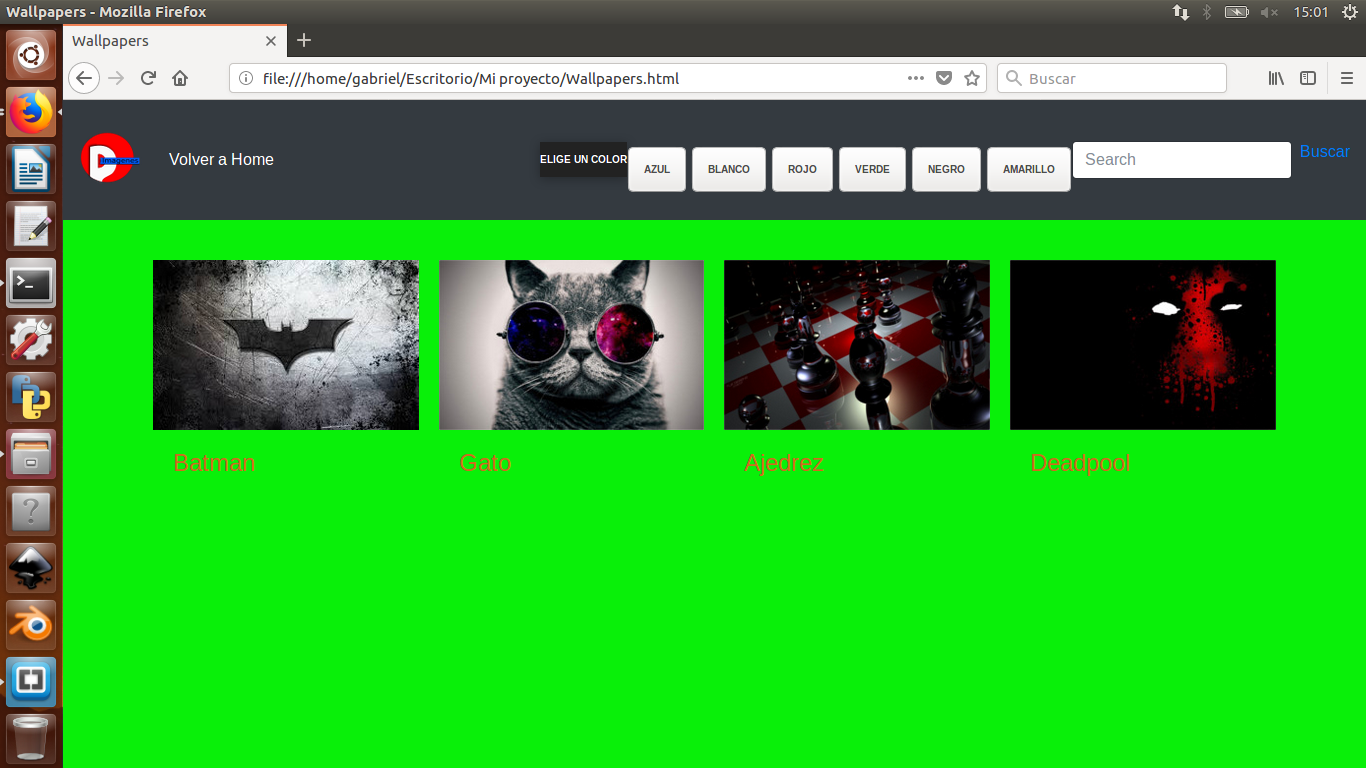 Wallpapers - Mozilla Firefox
15:01
Wallpapers
file:///home/gabriel/Escritorio/Mi proyecto/Wallpapers.html
Buscar
Imagenes
Volver a Home
ELIGE UN COLOR
AZUL
BLANCO
ROJO
VERDE
NEGRO
AMARILLO
Search
Buscar
Batman
Gato
Ajedrez
Deadpool